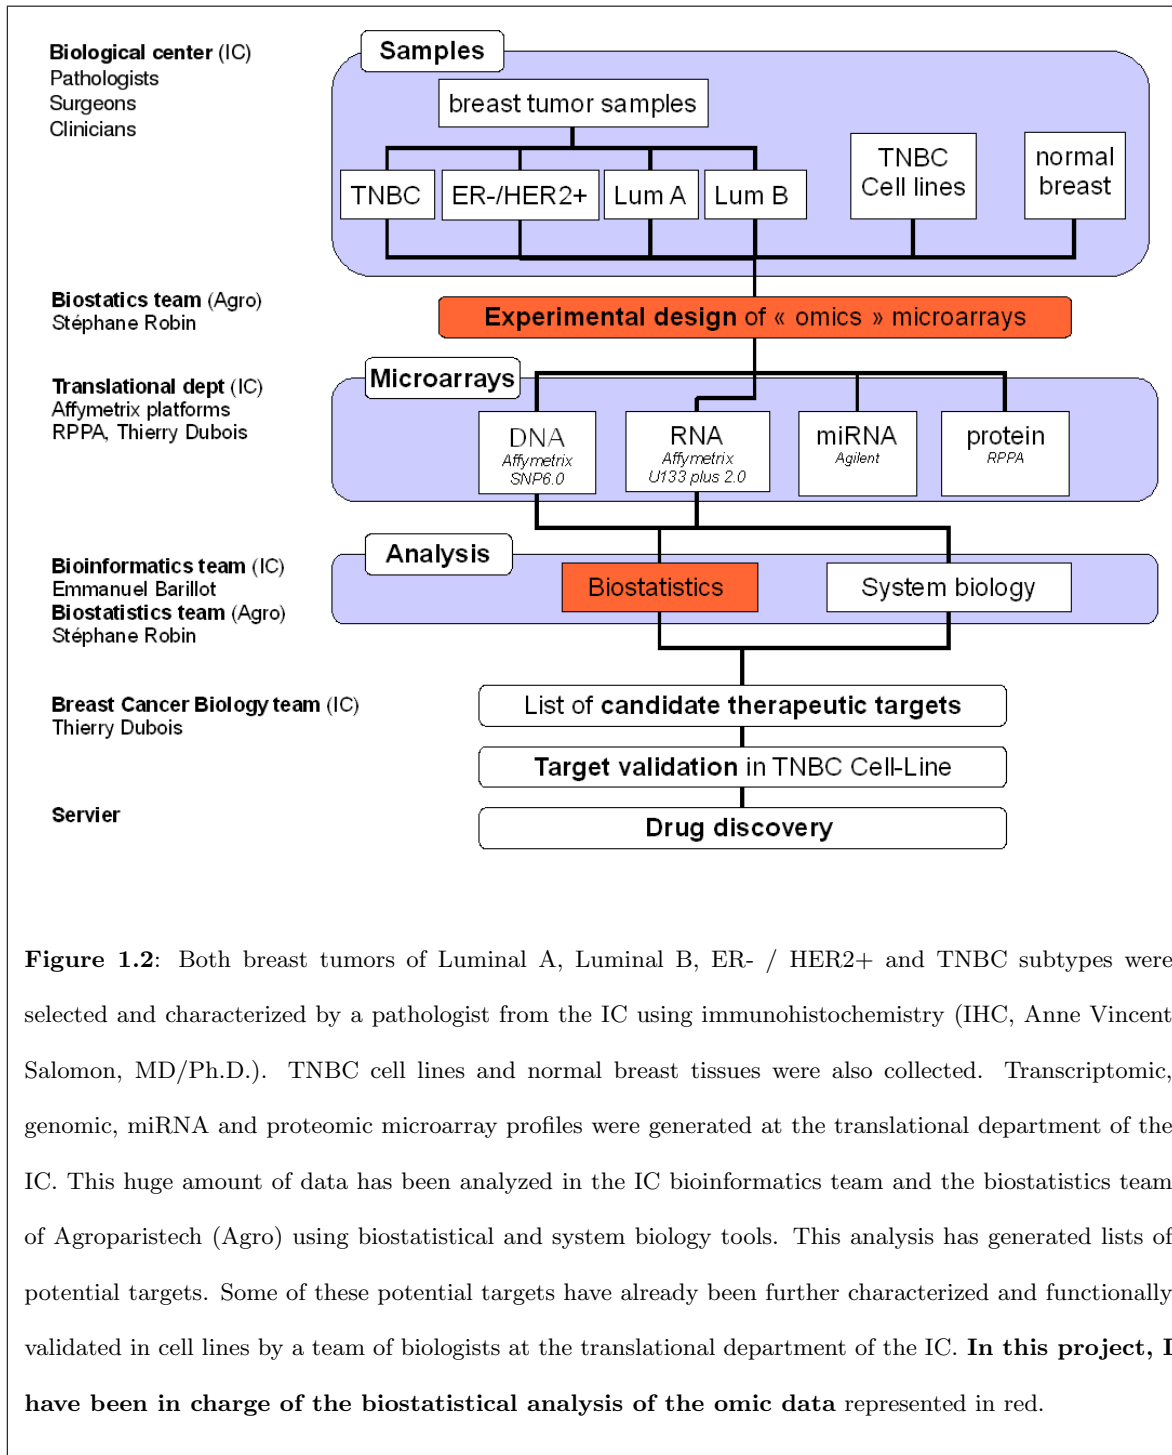 Biological center (IC)
Pathologists
Surgeons
Clinicians
Samples
breast tumor samples
TNBC
ER-/HER2+
Lum A
Lum B
TNBC
Cell lines
normal
breast
Biostatics team (Agro)
Stéphane Robin
Experimental design of « omics » microarrays
Translational dept (IC)
Affymetrix platforms
RPPA, Thierry Dubois
Microarrays
DNA
Affymetrix
SNP6.0
RNA
Affymetrix
U133 plus 2.0
miRNA
Agilent
protein
RPPA
Bioinformatics team (IC)
Emmanuel Barillot
Biostatistics team (Agro)
Stéphane Robin
Analysis
Biostatistics
System biology
Breast Cancer Biology team (IC)
Thierry Dubois
List of candidate therapeutic targets
Target validation in TNBC Cell-Line
Servier
Drug discovery
Figure 1.2: Both breast tumors of Luminal A, Luminal B, ER- / HER2+ and TNBC subtypes were
selected and characterized by a pathologist from the IC using immunohistochemistry (IHC, Anne Vincent
Salomon, MD/Ph.D.). TNBC cell lines and normal breast tissues were also collected. Transcriptomic,
genomic, miRNA and proteomic microarray profiles were generated at the translational department of the
IC. This huge amount of data has been analyzed in the IC bioinformatics team and the biostatistics team
of Agroparistech (Agro) using biostatistical and system biology tools. This analysis has generated lists of
potential targets. Some of these potential targets have already been further characterized and functionally
validated in cell lines by a team of biologists at the translational department of the IC. In this project, I
have been in charge of the biostatistical analysis of the omic data represented in red.